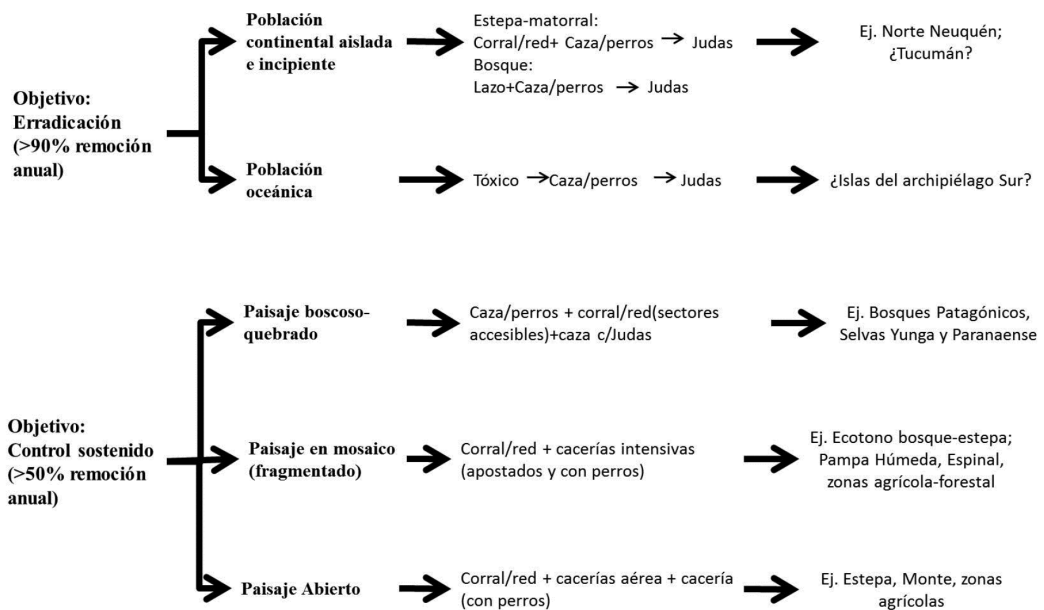 Objetivo:
Erradicación
(>90% remoción
anual)
Población
continental aislada
e incipiente
Estepa-matorral:
Corral/red+ Caza/perros → Judas
Bosque:
Lazo+Caza/perros → Judas
Ej. Norte Neuquén;
¿Tucumán?
Población
oceánica
Tóxico →Caza/perros → Judas
¿Islas del archipiélago Sur?
Objetivo:
Control sostenido
(>50% remoción
anual)
Paisaje boscoso-
quebrado
Caza/perros + corral/red(sectores
accesibles)+caza c/Judas
Ej. Bosques Patagónicos,
Selvas Yunga y Paranaense
Paisaje en mosaico
(fragmentado)
Corral/red + cacerías intensivas
(apostados y con perros)
Ej. Ecotono bosque-estepa;
Pampa Húmeda, Espinal,
zonas agrícola-forestal
Paisaje Abierto
Corral/red + cacerías aérea + cacería
(con perros)
Ej. Estepa, Monte, zonas
agrícolas